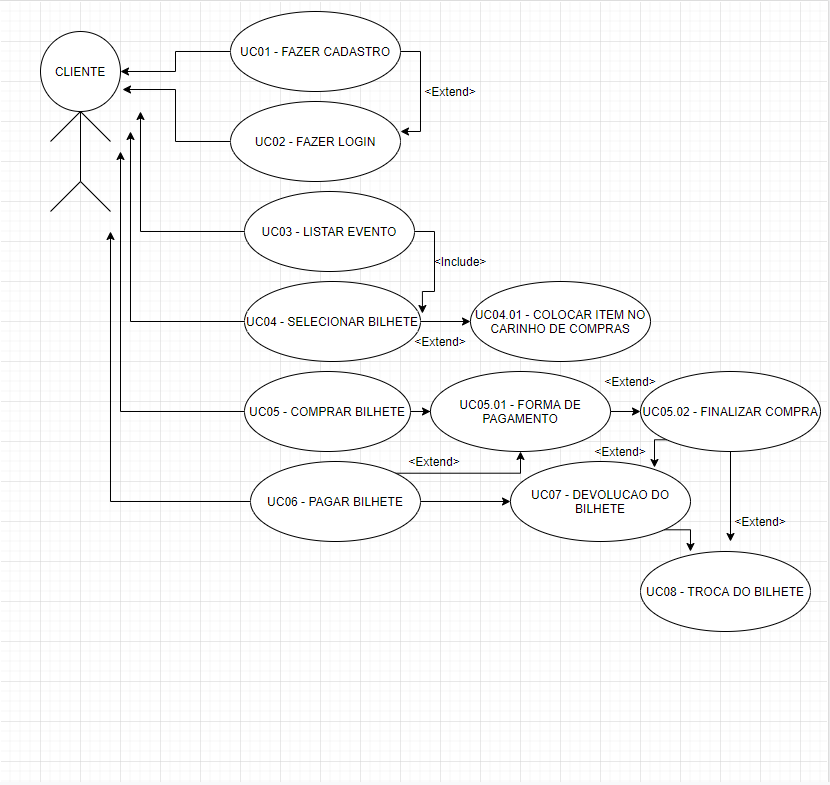 UC01 - FAZER CADASTRO
CLIENTE
<Extend>
UC02 - FAZER LOGIN
UC03 - LISTAR EVENTO
<Include>
UC04 - SELECIONAR BILHETE
UC04.01 - COLOCAR ITEM NO
CARINHO DE COMPRAS
<Extend>
<Extend>
UC05 - COMPRAR BILHETE
UC05.01 - FORMA DE
PAGAMENTO
UC05.02 - FINALIZAR COMPRA
<Extend>
<Extend>
UC06 - PAGAR BILHETE
UC07 - DEVOLUCAO DO
BILHETE
<Extend>
UC08 - TROCA DO BILHETE